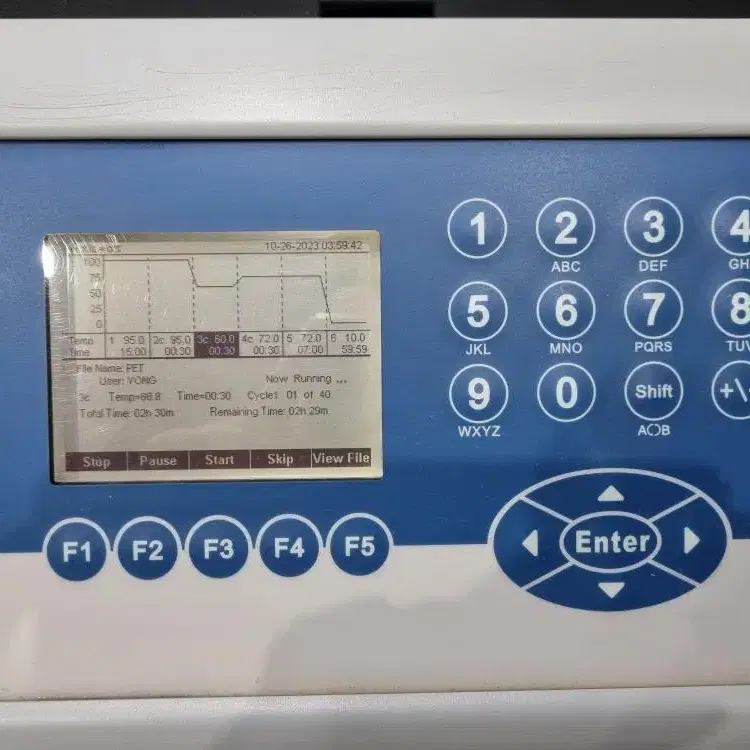 10-26-2023 03:59:42
100
75
50
25
0
Temp 1 95.0 2c 95.0 3c 60.0 4c 72.0 5 72.0 6 10.0
Time 15:00 00:30 00:30 00:30 07:00 59:59
File Name: PET
User: YONG Now Running ...
3c Temp=68.8 Time=00:30 Cycle1 01 of 40
Total Time: 02h 30m Remaining Time: 02h 29m
Stop Pause Start Skip View File
F1 F2 F3 F4 F5
1 2 3 4
ABC DEF GH
5 6 7 8
JKL MNO PQRS TUV
9 0 Shift +\
WXYZ A B
Enter